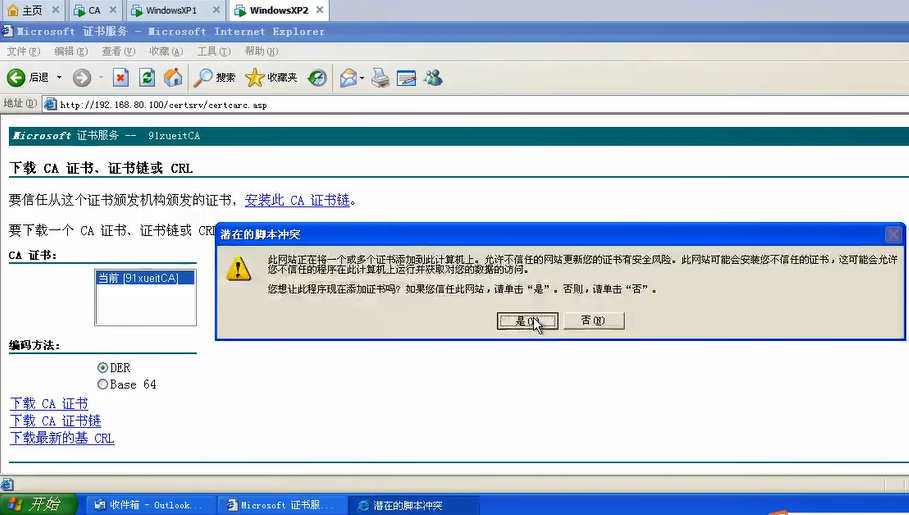 主页 CA WindowsXP1 WindowsXP2
Microsoft 证书服务 - Microsoft Internet Explorer
文件(F) 编辑(E) 查看(V) 收藏(A) 工具(T) 帮助(H)
后退 搜索 收藏夹
地址(D) http://192.168.80.100/certsrv/certcarc.asp
Microsoft 证书服务 -- 91xueitCA
下载 CA 证书、证书链或 CRL
要信任从这个证书颁发机构颁发的证书，安装此 CA 证书链。
要下载一个 CA 证书、证书链或 CRL
CA 证书:
当前 [91xueitCA]
潜在的脚本冲突
此网站正在将一个或多个证书添加到此计算机上。允许不信任的网站更新您的证书有安全风险。此网站可能会安装您不信任的证书，这可能会允许
您不信任的程序在此计算机上运行并获取对您的数据的访问。
您想让此程序现在添加证书吗? 如果您信任此网站，请单击“是”。否则，请单击“否”。
是 否(N)
编码方法:
DER
Base 64
下载 CA 证书
下载 CA 证书链
下载最新的基 CRL
开始 收件箱 - Outlook... Microsoft 证书服... 潜在的脚本冲突